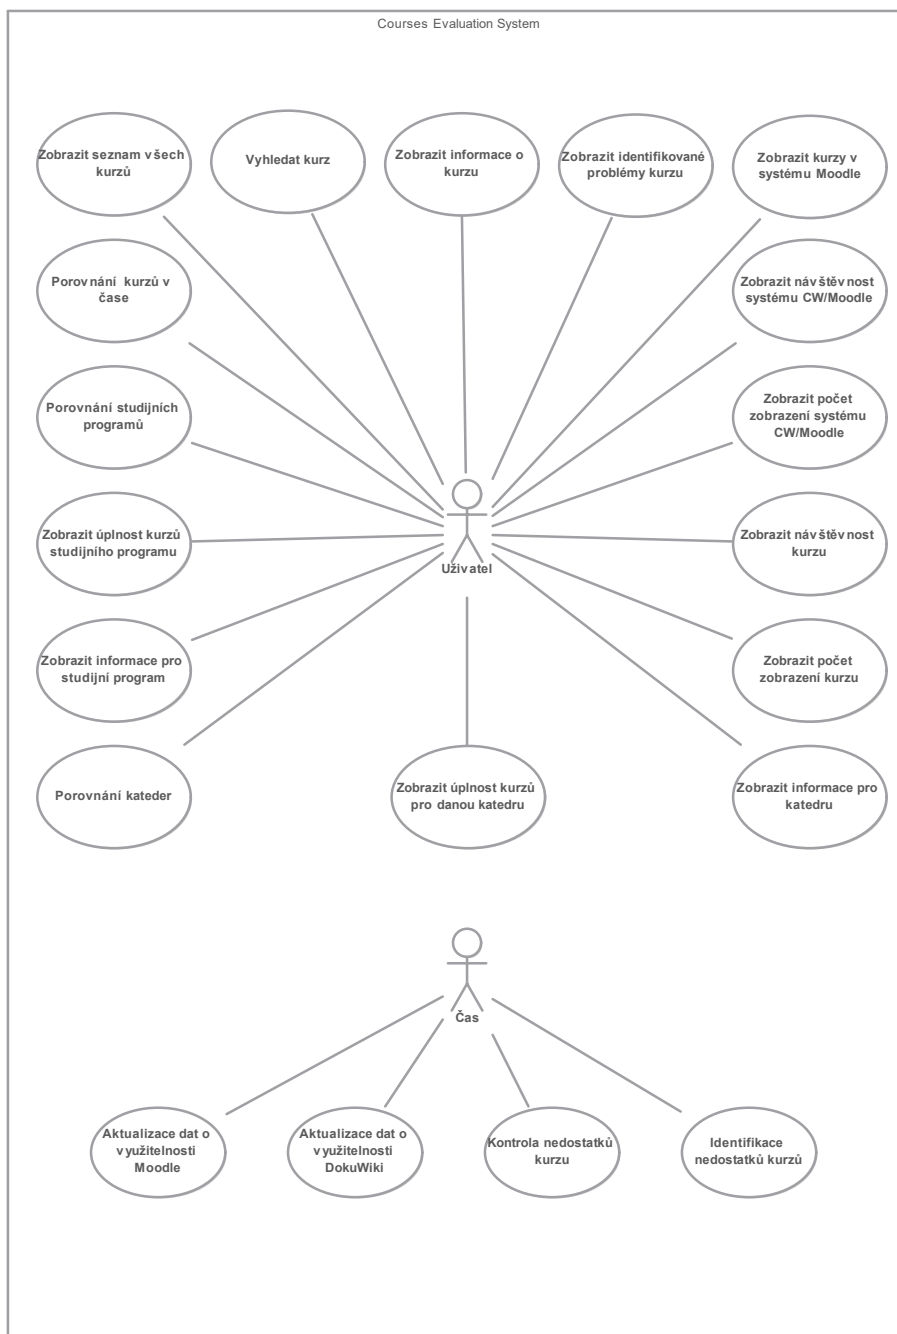 Courses Evaluation System
Zobrazit seznam všech
kurzů
Vyhledat kurz
Zobrazit informace o
kurzu
Zobrazit identifikované
problémy kurzu
Zobrazit kurzy v
systému Moodle
Porovnání kurzů v
čase
Zobrazit návštěvnost
systému CW/Moodle
Porovnání studijních
programů
Zobrazit počet
zobrazení systému
CW/Moodle
Zobrazit úplnost kurzů
studijního programu
Uživatel
Zobrazit návštěvnost
kurzu
Zobrazit informace pro
studijní program
Zobrazit počet
zobrazení kurzu
Porovnání kateder
Zobrazit úplnost kurzů
pro danou katedru
Zobrazit informace pro
katedru
Čas
Aktualizace dat o
využitelnosti
Moodle
Aktualizace dat o
využitelnosti
DokuWiki
Kontrola nedostatků
kurzu
Identifikace
nedostatků kurzů